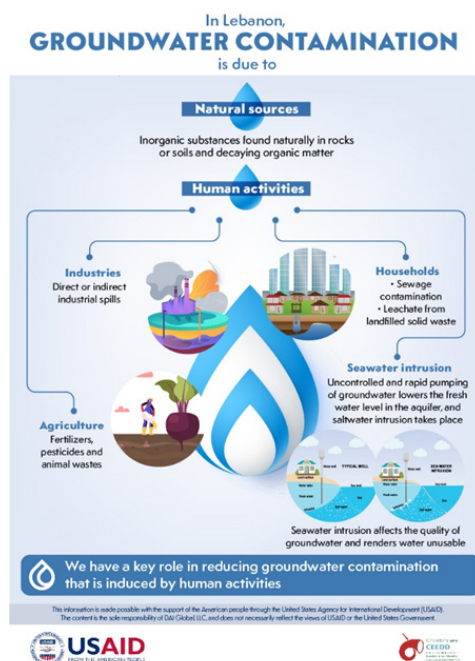 In Lebanon,
GROUNDWATER CONTAMINATION
is due to
Natural sources
Inorganic substances found naturally in rocks
or soils and decaying organic matter
Human activities
Industries
Direct or indirect
industrial spills
Households
• Sewage
contamination
• Leachate from
landfilled solid waste
Agriculture
Fertilizers,
pesticides and
animal wastes
Seawater intrusion
Uncontrolled and rapid pumping
of groundwater lowers the fresh
water level in the aquifer, and
saltwater intrusion takes place
TYPICAL WELL
SEAWATER
INTRUSION
Seawater intrusion affects the quality of
groundwater and renders water unusable
We have a key role in reducing groundwater contamination
that is induced by human activities
This information is made possible with the support of the American people through the United States Agency for International Development (USAID).
The content is the sole responsibility of DAI Global LLC, and does not necessarily reflect the views of USAID or the United States Government.
USAID
FROM THE AMERICAN PEOPLE
CEEDD